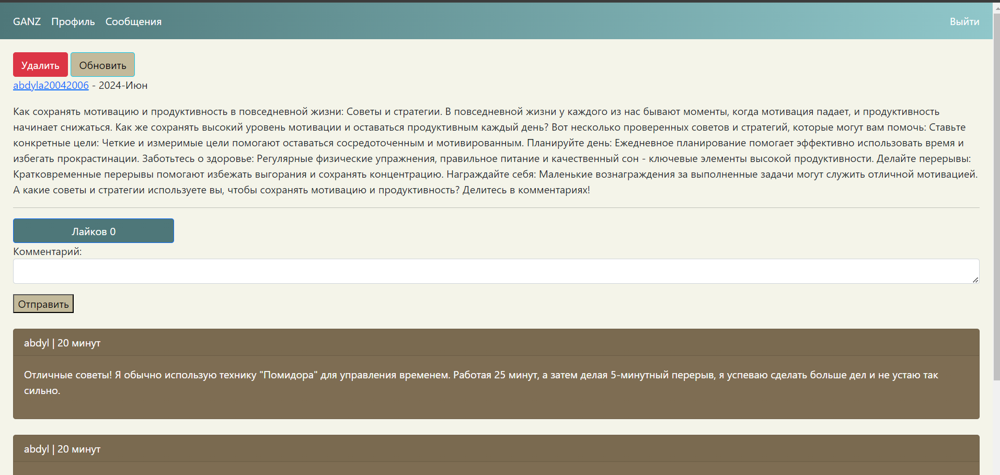 GANZ Профиль Сообщения Выйти
Удалить Обновить
abdyla20042006 - 2024-Июн
Как сохранять мотивацию и продуктивность в повседневной жизни: Советы и стратегии. В повседневной жизни у каждого из нас бывают моменты, когда мотивация падает, и продуктивность
начинает снижаться. Как же сохранять высокий уровень мотивации и оставаться продуктивным каждый день? Вот несколько проверенных советов и стратегий, которые могут вам помочь: Ставьте
конкретные цели: Четкие и измеримые цели помогают оставаться сосредоточенным и мотивированным. Планируйте день: Ежедневное планирование помогает эффективно использовать время и
избегать прокрастинации. Заботьтесь о здоровье: Регулярные физические упражнения, правильное питание и качественный сон - ключевые элементы высокой продуктивности. Делайте перерывы:
Кратковременные перерывы помогают избежать выгорания и сохранять концентрацию. Награждайте себя: Маленькие вознаграждения за выполненные задачи могут служить отличной мотивацией.
А какие советы и стратегии используете вы, чтобы сохранять мотивацию и продуктивность? Делитесь в комментариях!
Лайков 0
Комментарий:
Отправить
abdyl | 20 минут
Отличные советы! Я обычно использую технику "Помидора" для управления временем. Работая 25 минут, а затем делая 5-минутный перерыв, я успеваю сделать больше дел и не устаю так
сильно.
abdyl | 20 минут